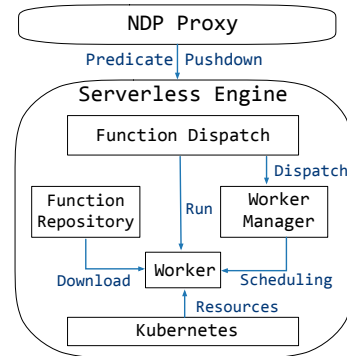 NDP Proxy
Predicate Pushdown
Serverless Engine
Function Dispatch
Dispatch
Function
Repository
Run
Worker
Manager
Download
Worker
Scheduling
Resources
Kubernetes